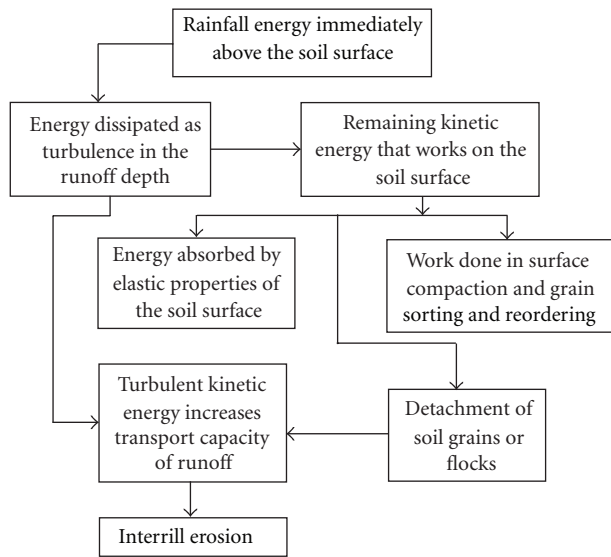 Rainfall energy immediately
above the soil surface
Energy dissipated as
turbulence in the
runoff depth
Remaining kinetic
energy that works on the
soil surface
Energy absorbed by
elastic properties of
the soil surface
Work done in surface
compaction and grain
sorting and reordering
Turbulent kinetic
energy increases
transport capacity
of runoff
Detachment of
soil grains or
flocks
Interrill erosion